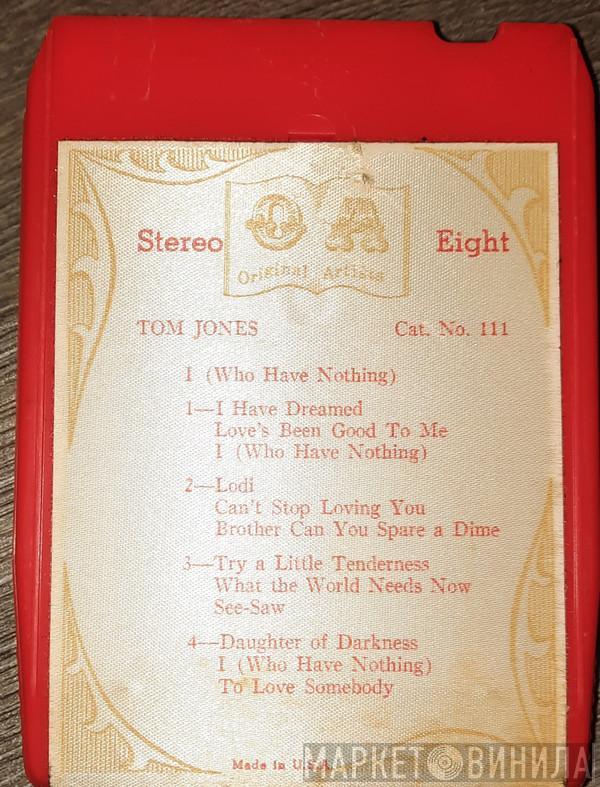 O A
Original Artists
Stereo Eight
TOM JONES Cat. No. 111
I (Who Have Nothing)
1—I Have Dreamed
Love's Been Good To Me
I (Who Have Nothing)
2—Lodi
Can't Stop Loving You
Brother Can You Spare a Dime
3—Try a Little Tenderness
What the World Needs Now
See-Saw
4—Daughter of Darkness
I (Who Have Nothing)
To Love Somebody
Made in U.S.A.
МАРКЕТ ВИНИЛА